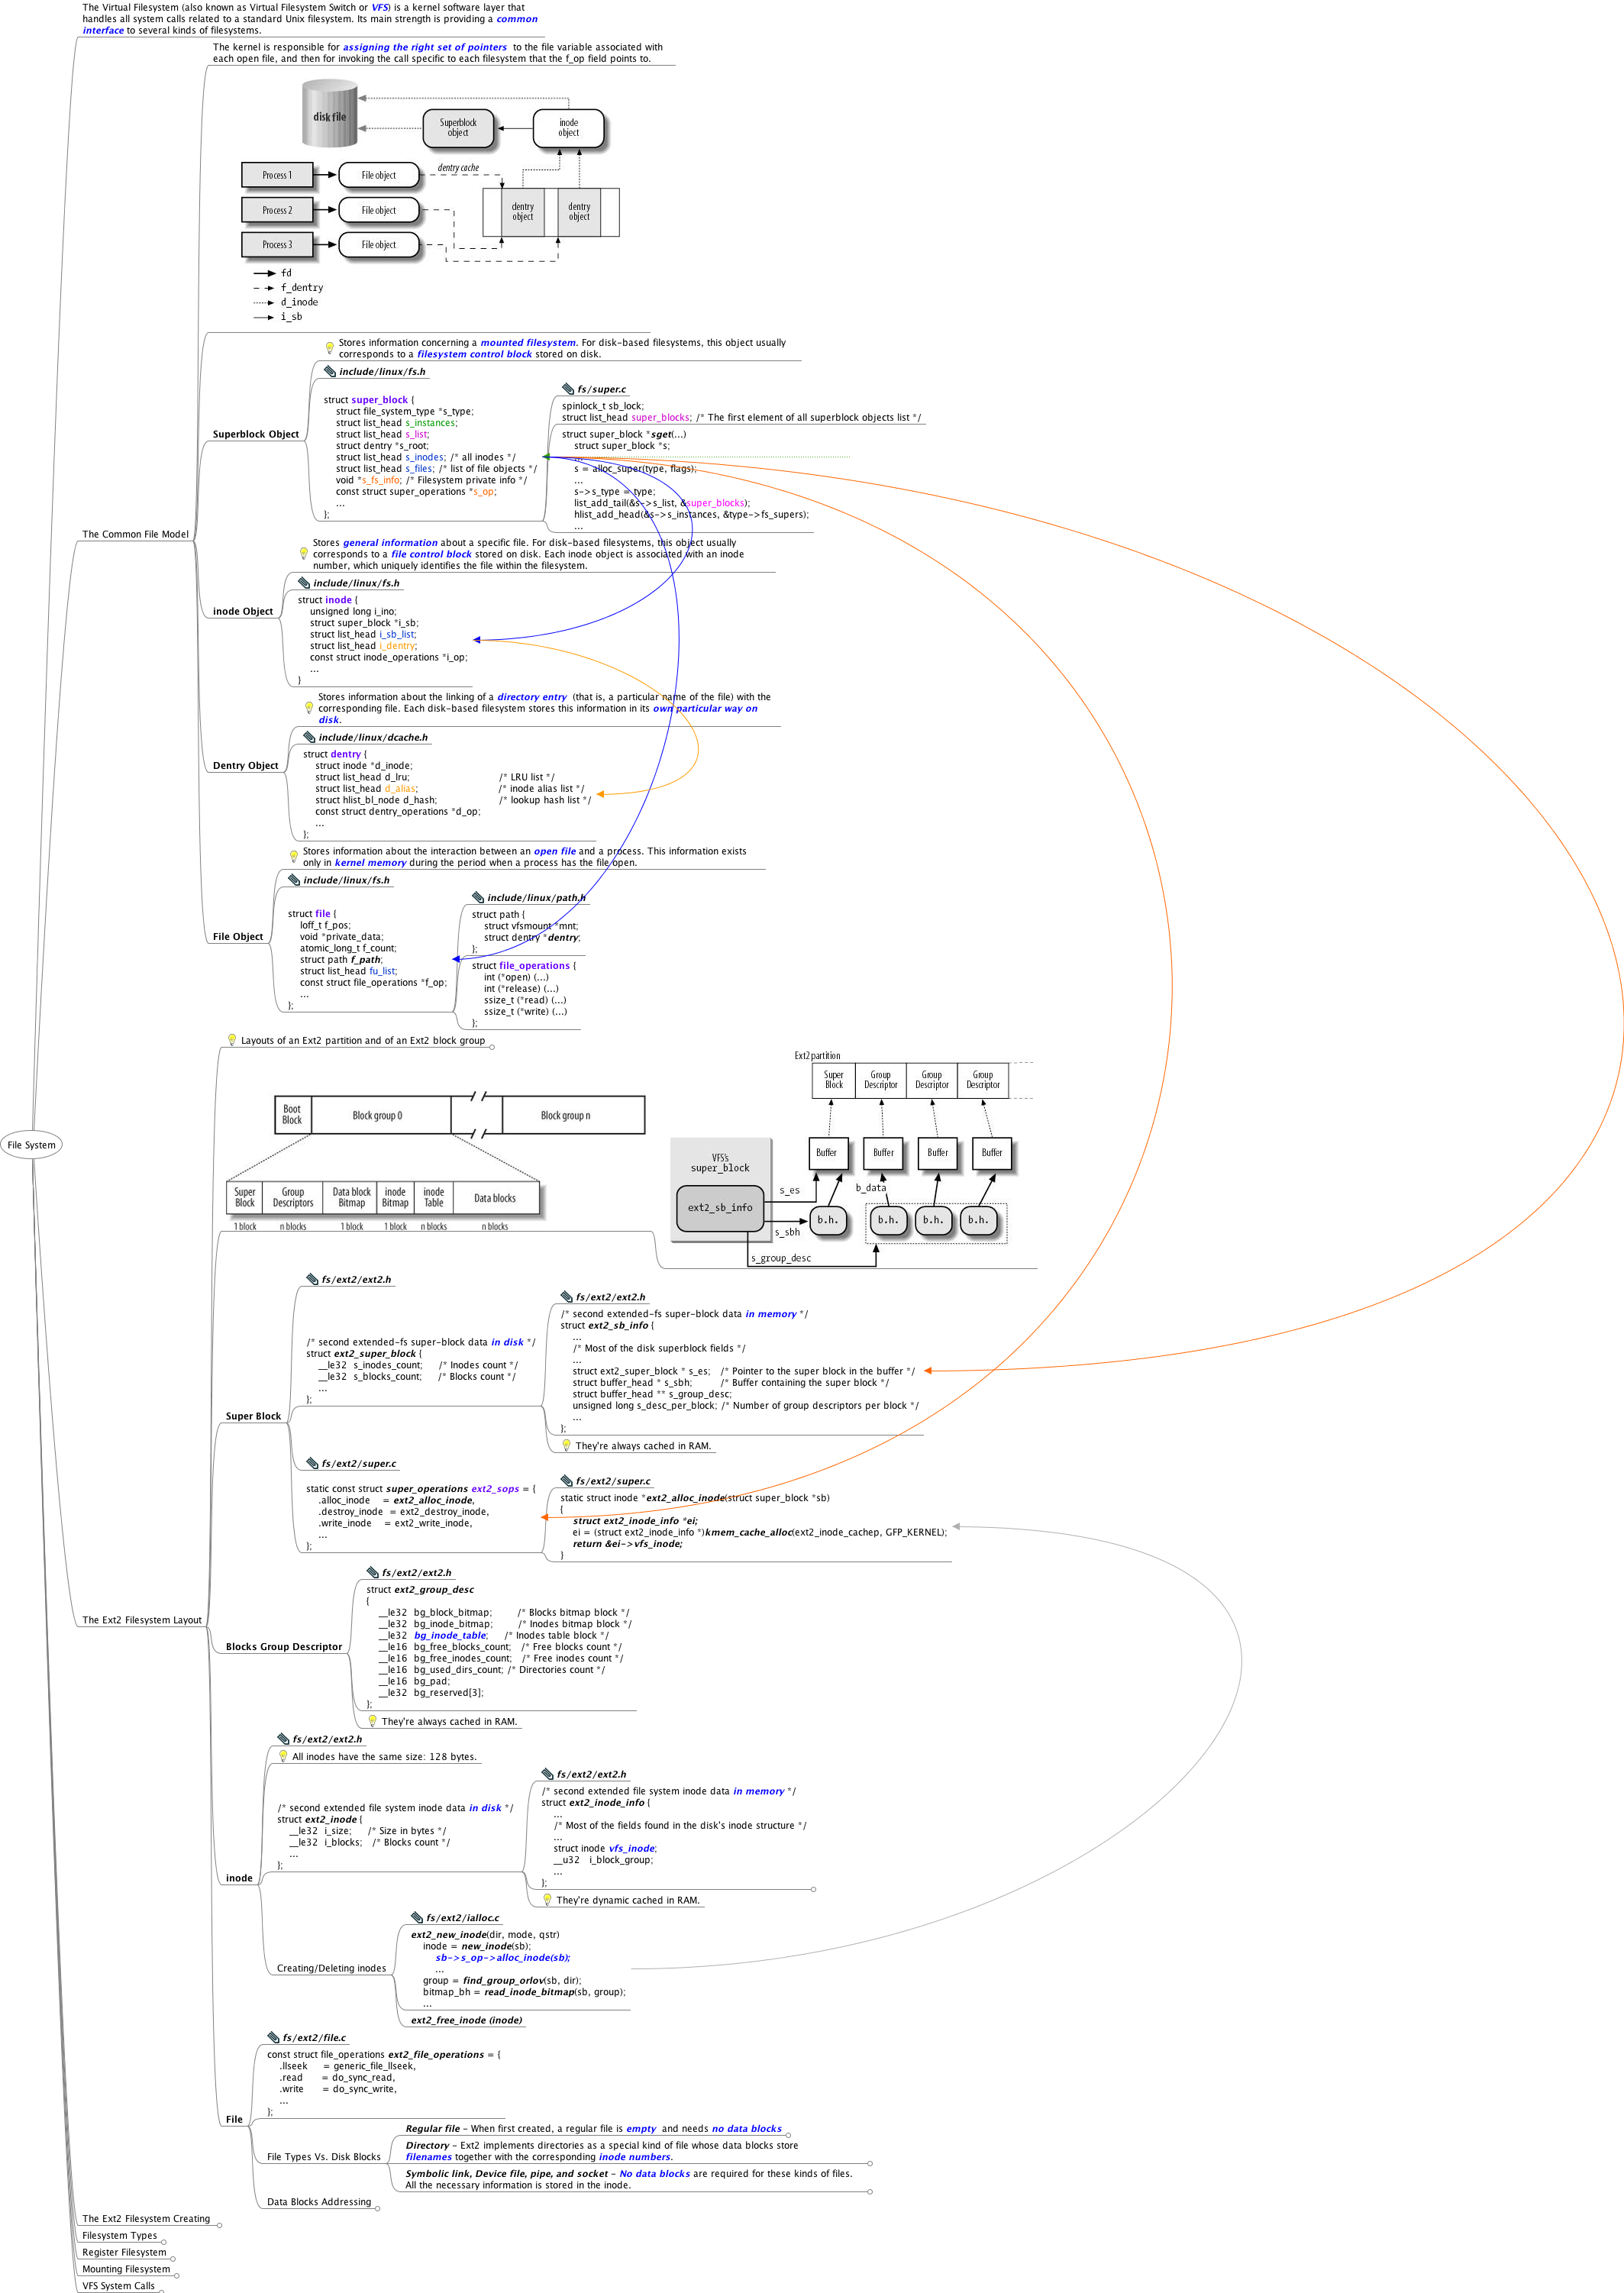 The Virtual Filesystem (also known as Virtual Filesystem Switch or VFS) is a kernel software layer that
handles all system calls related to a standard Unix filesystem. Its main strength is providing a common
interface to several kinds of filesystems.
The kernel is responsible for assigning the right set of pointers to the file variable associated with
each open file, and then for invoking the call specific to each filesystem that the f_op field points to.
disk file
Superblock
object
inode
object
dentry cache
Process 1
File object
Process 2
File object
dentry
object
dentry
object
Process 3
File object
fd
f_dentry
d_inode
i_sb
Stores information concerning a mounted filesystem. For disk-based filesystems, this object usually
corresponds to a filesystem control block stored on disk.
include/linux/fs.h
struct super_block {
struct file_system_type *s_type;
struct list_head s_instances;
struct list_head s_list;
struct dentry *s_root;
struct list_head s_inodes; /* all inodes */
struct list_head s_files; /* list of file objects */
void *s_fs_info; /* Filesystem private info */
const struct super_operations *s_op;
...
};
fs/super.c
spinlock_t sb_lock;
struct list_head super_blocks; /* The first element of all superblock objects list */
struct super_block *sget(...)
struct super_block *s;
...
s = alloc_super(type, flags);
...
s->s_type = type;
list_add_tail(&s->s_list, &super_blocks);
hlist_add_head(&s->s_instances, &type->fs_supers);
...
Superblock Object
The Common File Model
Stores general information about a specific file. For disk-based filesystems, this object usually
corresponds to a file control block stored on disk. Each inode object is associated with an inode
number, which uniquely identifies the file within the filesystem.
include/linux/fs.h
inode Object
struct inode {
unsigned long i_ino;
struct super_block *i_sb;
struct list_head i_sb_list;
struct list_head i_dentry;
const struct inode_operations *i_op;
...
}
Stores information about the linking of a directory entry (that is, a particular name of the file) with the
corresponding file. Each disk-based filesystem stores this information in its own particular way on
disk.
include/linux/dcache.h
Dentry Object
struct dentry {
struct inode *d_inode;
struct list_head d_lru; /* LRU list */
struct list_head d_alias; /* inode alias list */
struct hlist_bl_node d_hash; /* lookup hash list */
const struct dentry_operations *d_op;
...
};
Stores information about the interaction between an open file and a process. This information exists
only in kernel memory during the period when a process has the file open.
include/linux/fs.h
File Object
struct file {
loff_t f_pos;
void *private_data;
atomic_long_t f_count;
struct path f_path;
struct list_head fu_list;
const struct file_operations *f_op;
...
};
include/linux/path.h
struct path {
struct vfsmount *mnt;
struct dentry *dentry;
};
struct file_operations {
int (*open) (...)
int (*release) (...)
ssize_t (*read) (...)
ssize_t (*write) (...)
};
Layouts of an Ext2 partition and of an Ext2 block group
File System
Boot
Block
Block group 0
Block group n
Super
Block
Group
Descriptors
Data block
Bitmap
inode
Bitmap
inode
Table
Data blocks
1 block
n blocks
1 block
1 block
n blocks
n blocks
Ext2 partition
Super
Block
Group
Descriptor
Group
Descriptor
Group
Descriptor
Buffer
Buffer
Buffer
Buffer
VFS's
super_block
ext2_sb_info
s_es
b_data
b.h.
b.h.
b.h.
b.h.
s_sbh
s_group_desc
fs/ext2/ext2.h
/* second extended-fs super-block data in disk */
struct ext2_super_block {
__le32 s_inodes_count; /* Inodes count */
__le32 s_blocks_count; /* Blocks count */
...
};
fs/ext2/ext2.h
/* second extended-fs super-block data in memory */
struct ext2_sb_info {
...
/* Most of the disk superblock fields */
...
struct ext2_super_block * s_es; /* Pointer to the super block in the buffer */
struct buffer_head * s_sbh; /* Buffer containing the super block */
struct buffer_head ** s_group_desc;
unsigned long s_desc_per_block; /* Number of group descriptors per block */
...
};
They're always cached in RAM.
Super Block
fs/ext2/super.c
static const struct super_operations ext2_sops = {
.alloc_inode = ext2_alloc_inode,
.destroy_inode = ext2_destroy_inode,
.write_inode = ext2_write_inode,
...
};
fs/ext2/super.c
static struct inode *ext2_alloc_inode(struct super_block *sb)
{
struct ext2_inode_info *ei;
ei = (struct ext2_inode_info *)kmem_cache_alloc(ext2_inode_cachep, GFP_KERNEL);
return &ei->vfs_inode;
}
The Ext2 Filesystem Layout
Blocks Group Descriptor
fs/ext2/ext2.h
struct ext2_group_desc
{
__le32 bg_block_bitmap; /* Blocks bitmap block */
__le32 bg_inode_bitmap; /* Inodes bitmap block */
__le32 bg_inode_table; /* Inodes table block */
__le16 bg_free_blocks_count; /* Free blocks count */
__le16 bg_free_inodes_count; /* Free inodes count */
__le16 bg_used_dirs_count; /* Directories count */
__le16 bg_pad;
__le32 bg_reserved[3];
};
They're always cached in RAM.
fs/ext2/ext2.h
All inodes have the same size: 128 bytes.
/* second extended file system inode data in disk */
struct ext2_inode {
__le32 i_size; /* Size in bytes */
__le32 i_blocks; /* Blocks count */
...
};
fs/ext2/ext2.h
/* second extended file system inode data in memory */
struct ext2_inode_info {
...
/* Most of the fields found in the disk's inode structure */
...
struct inode vfs_inode;
__u32 i_block_group;
...
};
They're dynamic cached in RAM.
inode
Creating/Deleting inodes
fs/ext2/ialloc.c
ext2_new_inode(dir, mode, qstr)
inode = new_inode(sb);
sb->s_op->alloc_inode(sb);
...
group = find_group_orlov(sb, dir);
bitmap_bh = read_inode_bitmap(sb, group);
...
ext2_free_inode (inode)
fs/ext2/file.c
const struct file_operations ext2_file_operations = {
.llseek = generic_file_llseek,
.read = do_sync_read,
.write = do_sync_write,
...
};
File
File Types Vs. Disk Blocks
Regular file - When first created, a regular file is empty and needs no data blocks
Directory - Ext2 implements directories as a special kind of file whose data blocks store
filenames together with the corresponding inode numbers.
Symbolic link, Device file, pipe, and socket - No data blocks are required for these kinds of files.
All the necessary information is stored in the inode.
Data Blocks Addressing
The Ext2 Filesystem Creating
Filesystem Types
Register Filesystem
Mounting Filesystem
VFS System Calls